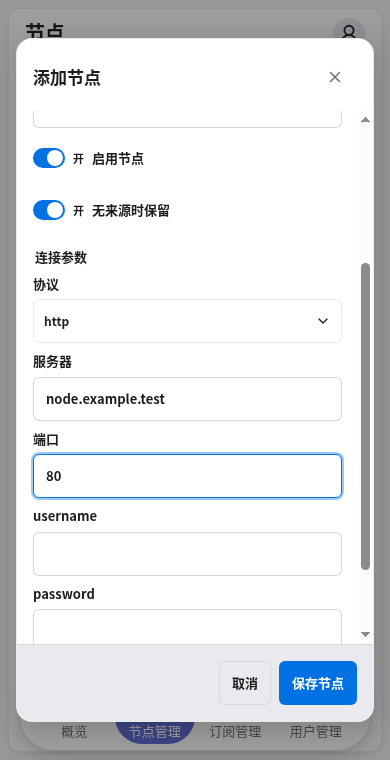 节点
添加节点
开 启用节点
开 无来源时保留
连接参数
协议
http
服务器
node.example.test
端口
80
username
password
取消 保存节点
概览 节点管理 订阅管理 用户管理